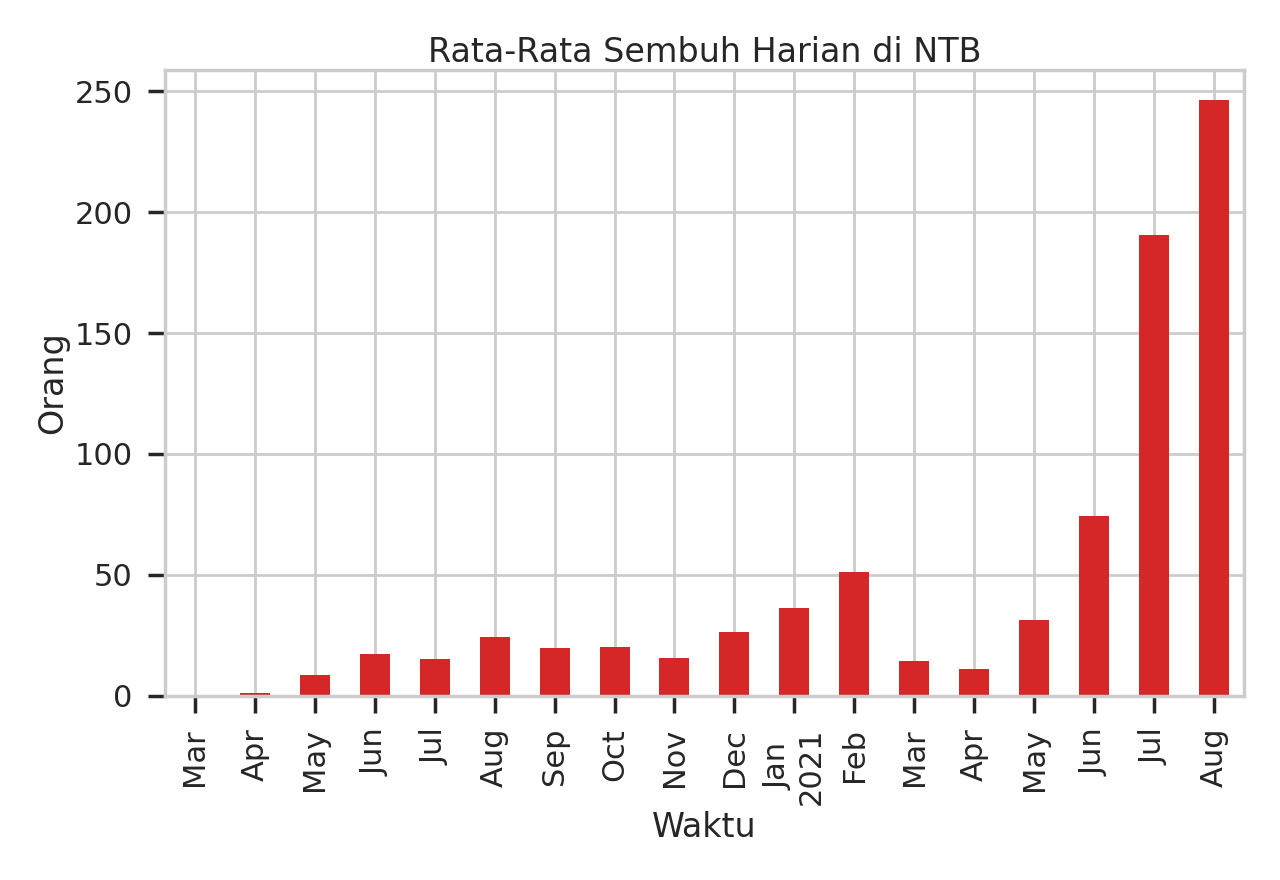 Rata-Rata Sembuh Harian di NTB
Orang
250
200
150
100
50
0
Mar
Apr
May
Jun
Jul
Aug
Sep
Oct
Nov
Dec
Jan
2021
Feb
Mar
Apr
May
Jun
Jul
Aug
Waktu